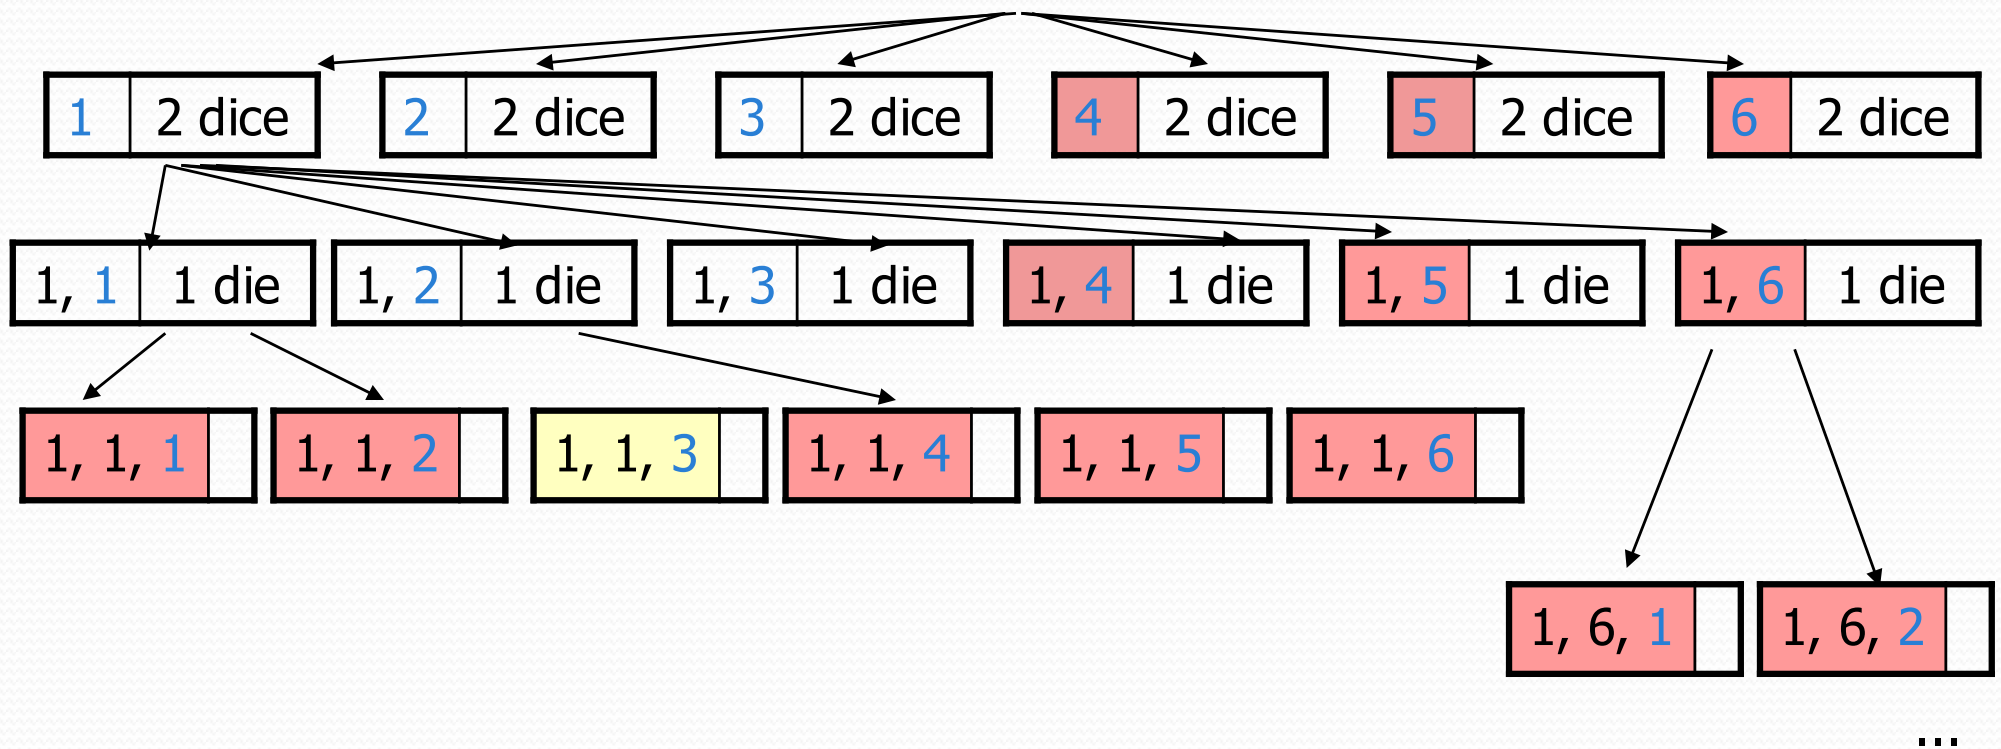 1 2 dice 2 2 dice 3 2 dice 4 2 dice 5 2 dice 6 2 dice
1, 1 1 die 1, 2 1 die 1, 3 1 die 1, 4 1 die 1, 5 1 die 1, 6 1 die
1, 1, 1 1, 1, 2 1, 1, 3 1, 1, 4 1, 1, 5 1, 1, 6
1, 6, 1 1, 6, 2
...